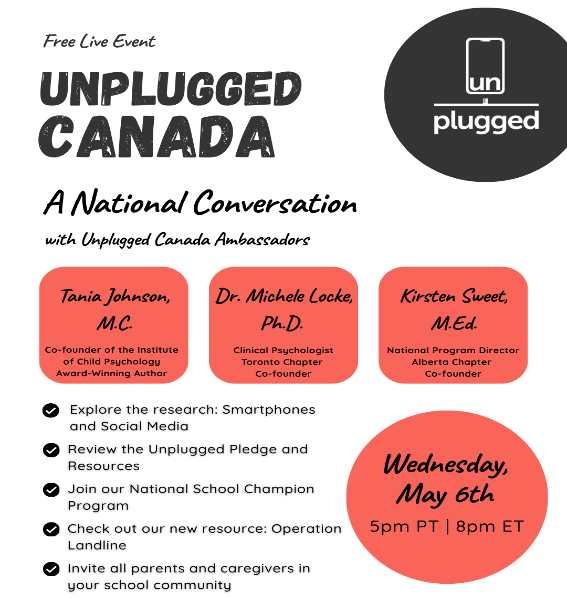 Free Live Event
UNPLUGGED
CANADA
un
plugged
A National Conversation
with Unplugged Canada Ambassadors
Tania Johnson,
M.C.
Co-founder of the Institute
of Child Psychology
Award-Winning Author
Dr. Michele Locke,
Ph.D.
Clinical Psychologist
Toronto Chapter
Co-founder
Kirsten Sweet,
M.Ed.
National Program Director
Alberta Chapter
Co-founder
Explore the research: Smartphones
and Social Media
Review the Unplugged Pledge and
Resources
Join our National School Champion
Program
Check out our new resource: Operation
Landline
Invite all parents and caregivers in
your school community
Wednesday,
May 6th
5pm PT | 8pm ET